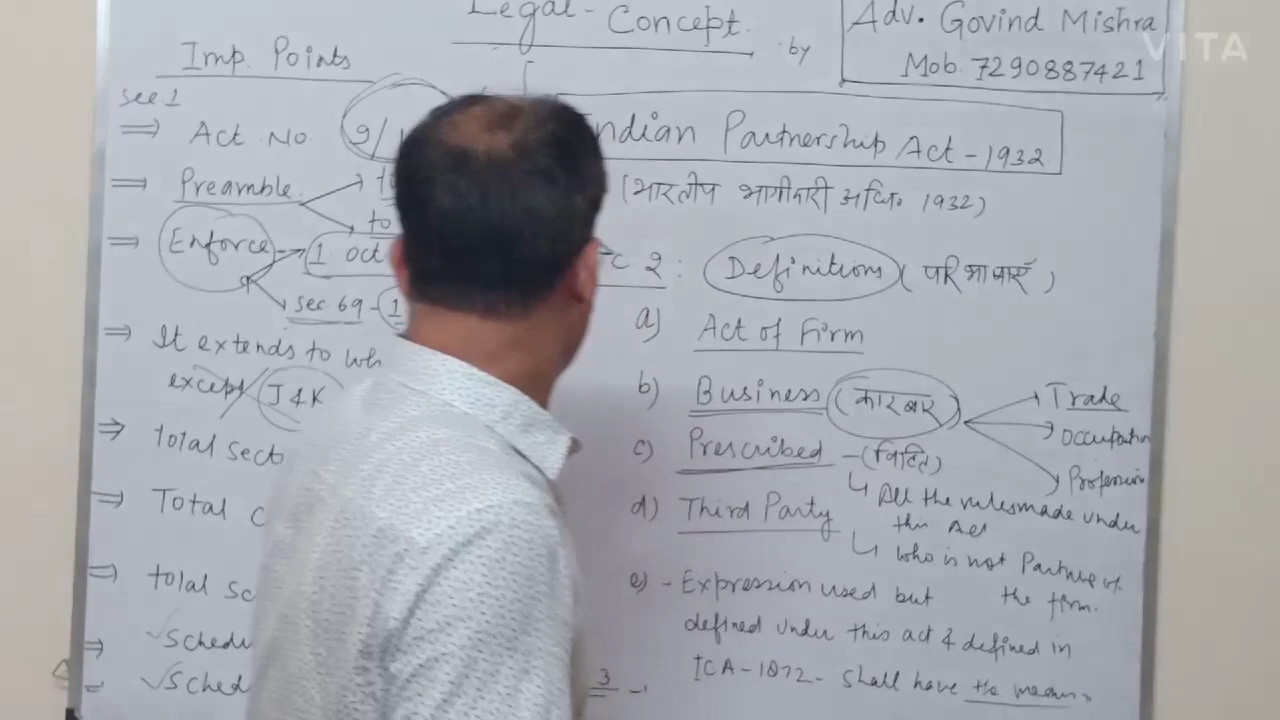 Legal - Concept.
by
Adv. Govind Mishra
Mob. 7290887421
VITA
Imp. Points
sec 1
⇒ Act No. 9/
⇒ Preamble
to
⇒ Enforce - 1 oct
sec 69 - 1
⇒ It extends to wh
except J & K
⇒ total sect
⇒ Total c
⇒ total sc
⇒ Schedu
Sched
Indian Partnership Act - 1932
(भारतीय भागीदारी अधि० 1932)
c 2 : Definitions (परिभाषाएँ)
a) Act of Firm
b) Business (कारबार) Trade
Occupation
Profession
c) Prescribed - (विहित)
All the rules made under
this Act
d) Third Party
who is not Partner of
the firm.
e) - Expression used but
defined under this act & defined in
ICA - 1872 - shall have the meaning
3